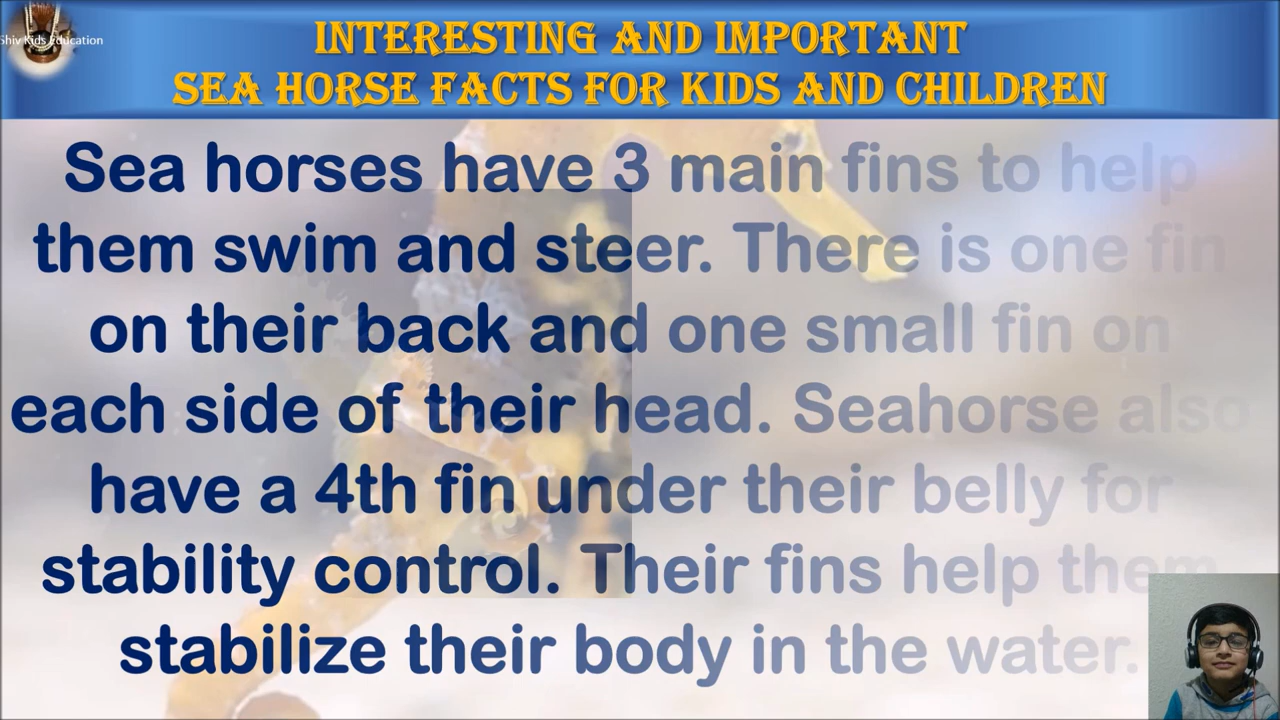 Shiv Kids Education
INTERESTING AND IMPORTANT
SEA HORSE FACTS FOR KIDS AND CHILDREN
Sea horses have 3 main fins to help
them swim and steer. There is one fin
on their back and one small fin on
each side of their head. Seahorse also
have a 4th fin under their belly for
stability control. Their fins help them
stabilize their body in the water.